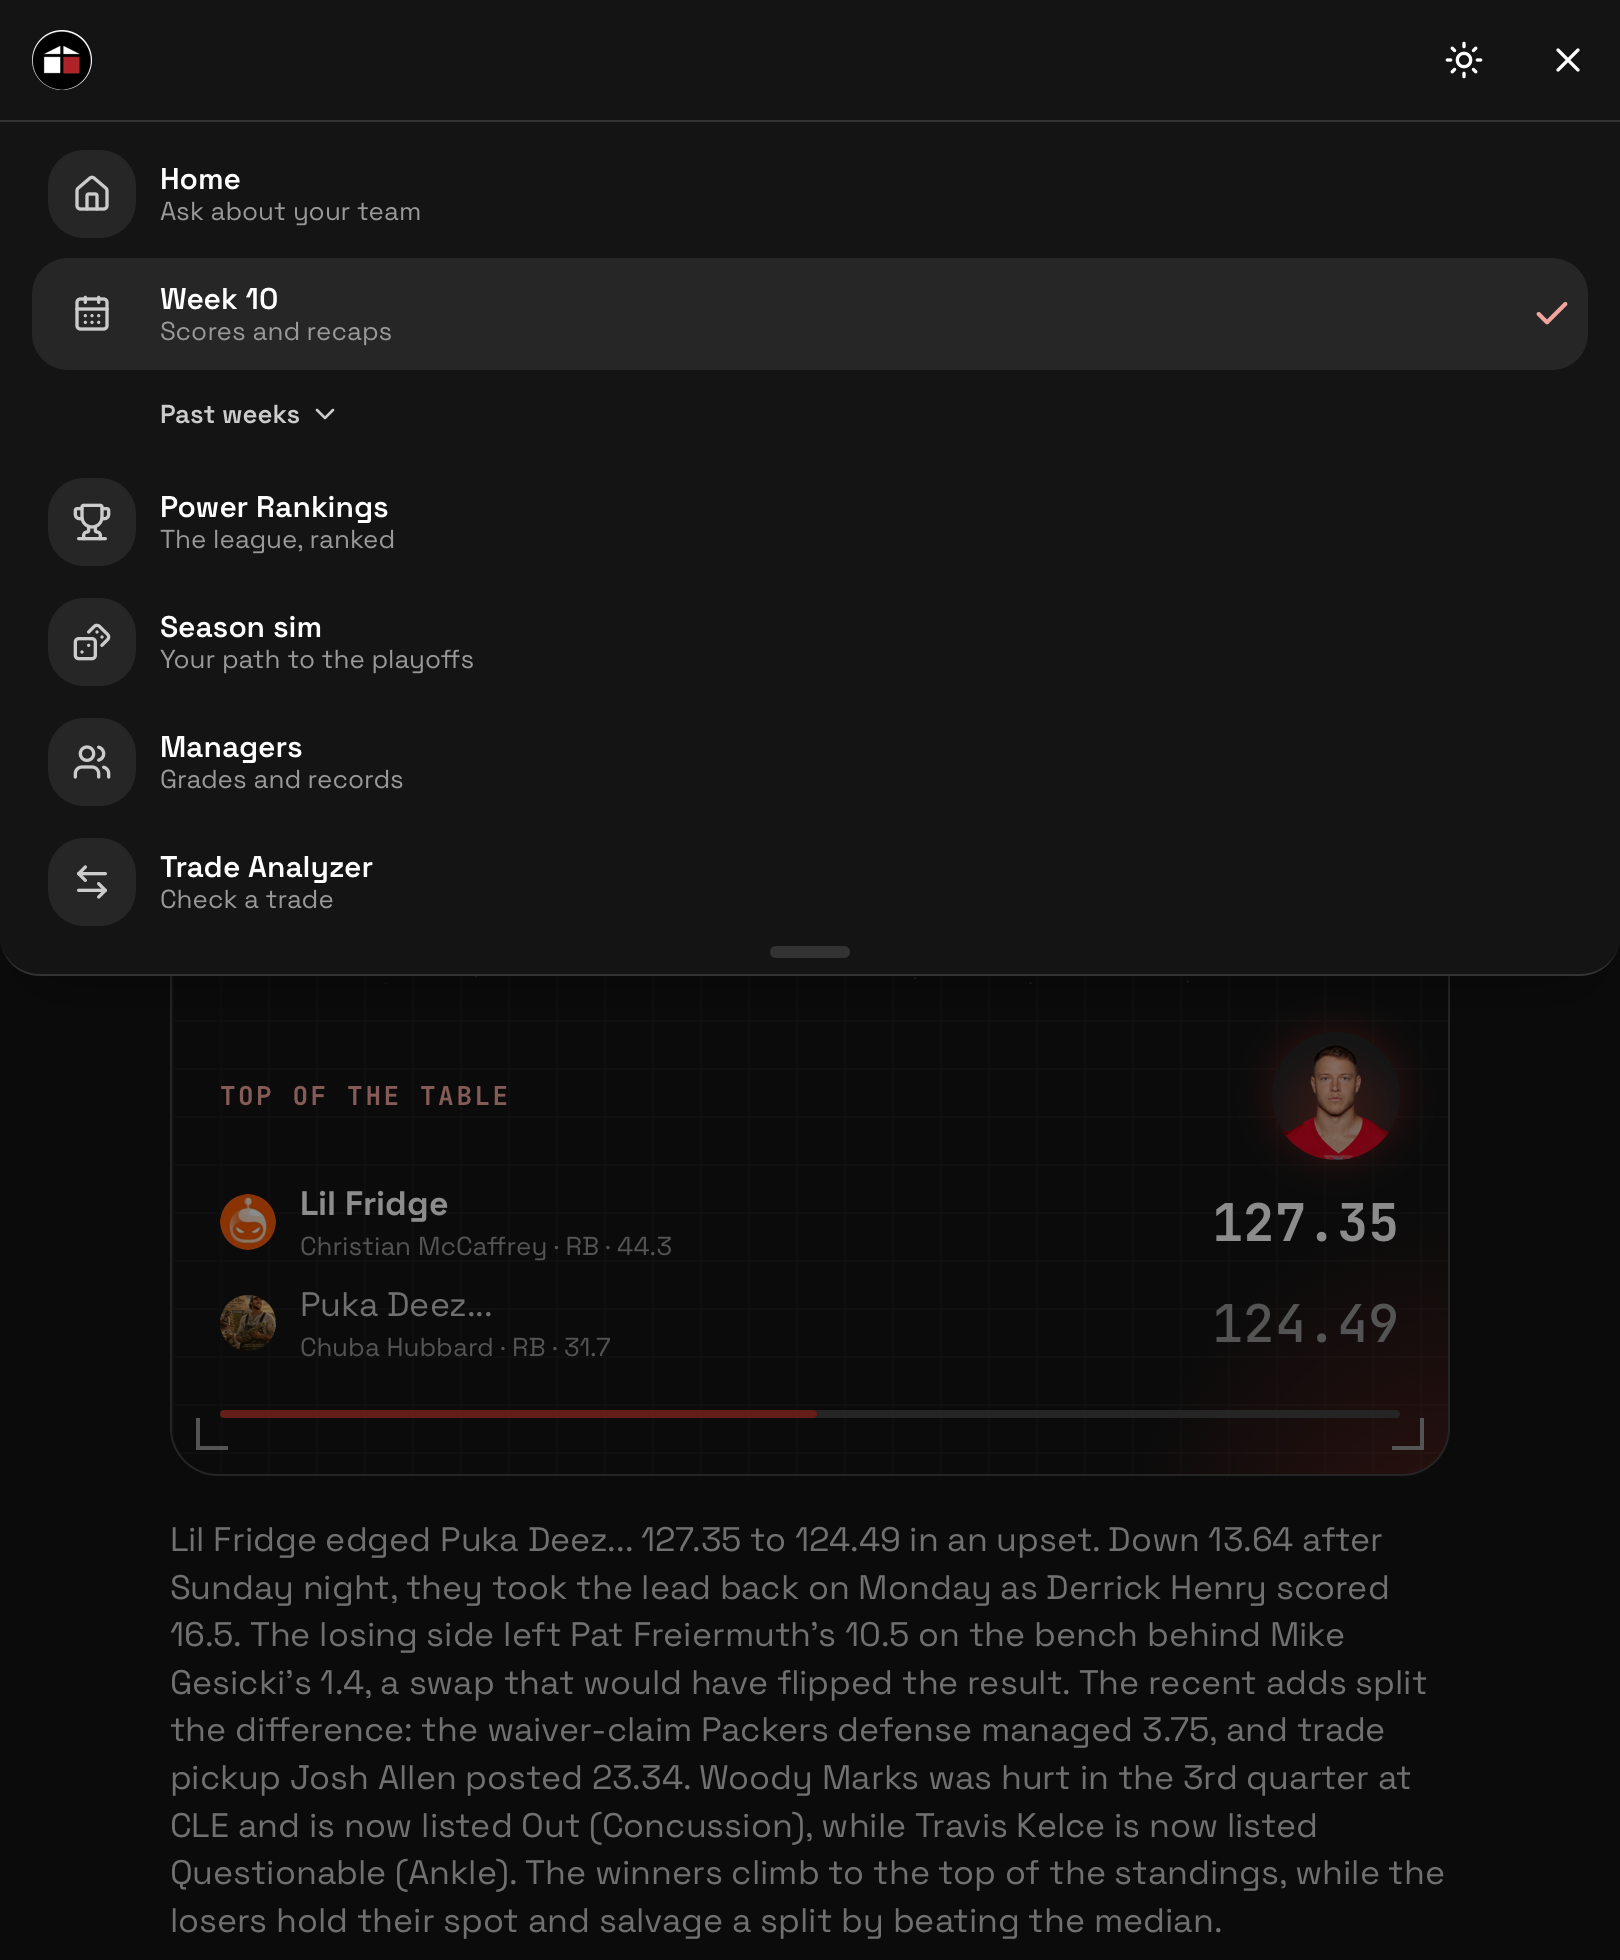 Home
Ask about your team
Week 10
Scores and recaps
Past weeks
Power Rankings
The league, ranked
Season sim
Your path to the playoffs
Managers
Grades and records
Trade Analyzer
Check a trade
TOP OF THE TABLE
Lil Fridge
Christian McCaffrey · RB · 44.3
127.35
Puka Deez...
Chuba Hubbard · RB · 31.7
124.49
Lil Fridge edged Puka Deez... 127.35 to 124.49 in an upset. Down 13.64 after
Sunday night, they took the lead back on Monday as Derrick Henry scored
16.5. The losing side left Pat Freiermuth’s 10.5 on the bench behind Mike
Gesicki’s 1.4, a swap that would have flipped the result. The recent adds split
the difference: the waiver-claim Packers defense managed 3.75, and trade
pickup Josh Allen posted 23.34. Woody Marks was hurt in the 3rd quarter at
CLE and is now listed Out (Concussion), while Travis Kelce is now listed
Questionable (Ankle). The winners climb to the top of the standings, while the
losers hold their spot and salvage a split by beating the median.